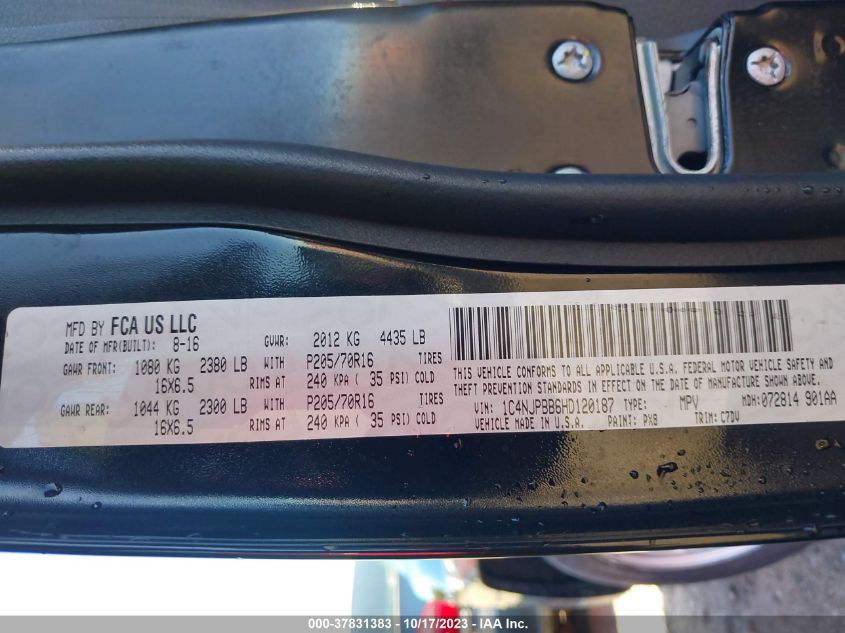 MFD BY FCA US LLC
DATE OF MFR(BUILT): 8-16
GVWR: 2012 KG 4435 LB
GAWR FRONT: 1080 KG 2380 LB WITH P205/70R16 TIRES
16X6.5 RIMS AT 240 KPA ( 35 PSI) COLD
GAWR REAR: 1044 KG 2300 LB WITH P205/70R16 TIRES
16X6.5 RIMS AT 240 KPA ( 35 PSI) COLD
THIS VEHICLE CONFORMS TO ALL APPLICABLE U.S.A. FEDERAL MOTOR VEHICLE SAFETY AND
THEFT PREVENTION STANDARDS IN EFFECT ON THE DATE OF MANUFACTURE SHOWN ABOVE.
VIN: 1C4NJPBB6HD120187 TYPE: MPV MDH: 072814 901AA
VEHICLE MADE IN U.S.A. PAINT: PX8 TRIM: C7DV
000-37831383 - 10/17/2023 - IAA Inc.